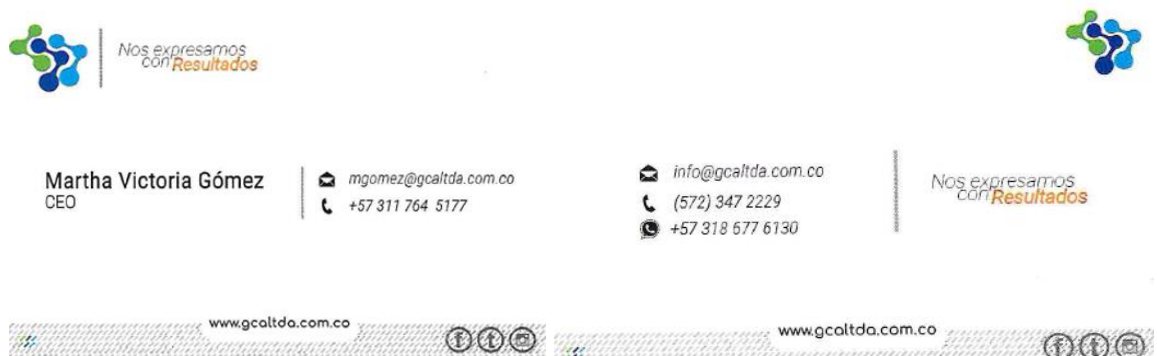 Nos expresamos
con Resultados
Martha Victoria Gómez
CEO
mgomez@gcaltda.com.co
+57 311 764 5177
www.gcaltda.com.co
info@gcaltda.com.co
(572) 347 2229
+57 318 677 6130
Nos expresamos
con Resultados
www.gcaltda.com.co